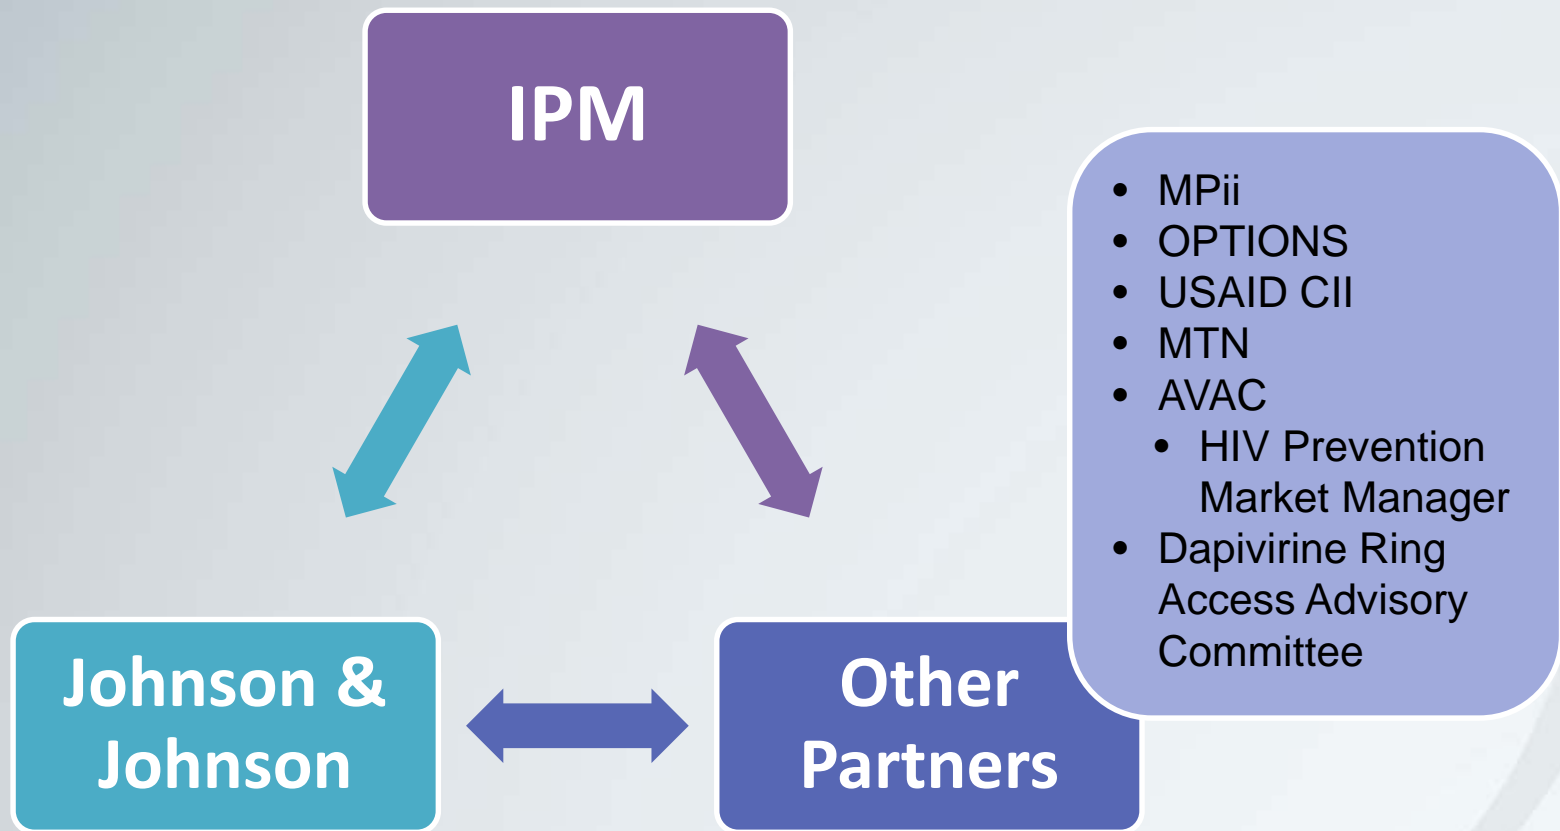 IPM
• MPii
• OPTIONS
• USAID CII
• MTN
• AVAC
• HIV Prevention
Market Manager
• Dapivirine Ring
Access Advisory
Committee
Johnson &
Johnson
Other
Partners